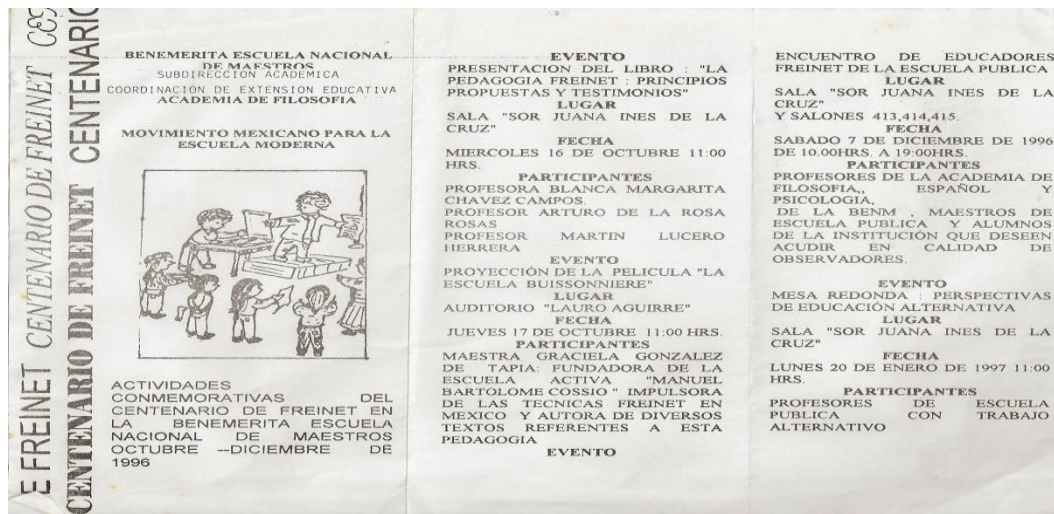 E FREINET CENTENARIO DE FREINET CES
CENTENARIO DE FREINET CENTENARIO
BENEMERITA ESCUELA NACIONAL
DE MAESTROS
SUBDIRECCION ACADEMICA
COORDINACION DE EXTENSION EDUCATIVA
ACADEMIA DE FILOSOFIA
MOVIMIENTO MEXICANO PARA LA
ESCUELA MODERNA
ACTIVIDADES
CONMEMORATIVAS DEL
CENTENARIO DE FREINET EN
LA BENEMERITA ESCUELA
NACIONAL DE MAESTROS
OCTUBRE --DICIEMBRE DE
1996
EVENTO
PRESENTACION DEL LIBRO : "LA
PEDAGOGIA FREINET : PRINCIPIOS
PROPUESTAS Y TESTIMONIOS"
LUGAR
SALA "SOR JUANA INES DE LA
CRUZ"
FECHA
MIERCOLES 16 DE OCTUBRE 11:00
HRS.
PARTICIPANTES
PROFESORA BLANCA MARGARITA
CHAVEZ CAMPOS.
PROFESOR ARTURO DE LA ROSA
ROSAS
PROFESOR MARTIN LUCERO
HERRERA
EVENTO
PROYECCIÓN DE LA PELICULA "LA
ESCUELA BUISSONNIERE"
LUGAR
AUDITORIO "LAURO AGUIRRE"
FECHA
JUEVES 17 DE OCTUBRE 11:00 HRS.
PARTICIPANTES
MAESTRA GRACIELA GONZALEZ
DE TAPIA: FUNDADORA DE LA
ESCUELA ACTIVA "MANUEL
BARTOLOME COSSIO " IMPULSORA
DE LAS TECNICAS FREINET EN
MEXICO Y AUTORA DE DIVERSOS
TEXTOS REFERENTES A ESTA
PEDAGOGIA
EVENTO
ENCUENTRO DE EDUCADORES
FREINET DE LA ESCUELA PUBLICA
LUGAR
SALA "SOR JUANA INES DE LA
CRUZ"
Y SALONES 413,414,415.
FECHA
SABADO 7 DE DICIEMBRE DE 1996
DE 10.00HRS. A 19:00HRS.
PARTICIPANTES
PROFESORES DE LA ACADEMIA DE
FILOSOFIA,, ESPAÑOL Y
PSICOLOGIA,
DE LA BENM , MAESTROS DE
ESCUELA PUBLICA Y ALUMNOS
DE LA INSTITUCIÓN QUE DESEEN
ACUDIR EN CALIDAD DE
OBSERVADORES.
EVENTO
MESA REDONDA : PERSPECTIVAS
DE EDUCACIÓN ALTERNATIVA
LUGAR
SALA "SOR JUANA INES DE LA
CRUZ"
FECHA
LUNES 20 DE ENERO DE 1997 11:00
HRS.
PARTICIPANTES
PROFESORES DE ESCUELA
PUBLICA CON TRABAJO
ALTERNATIVO